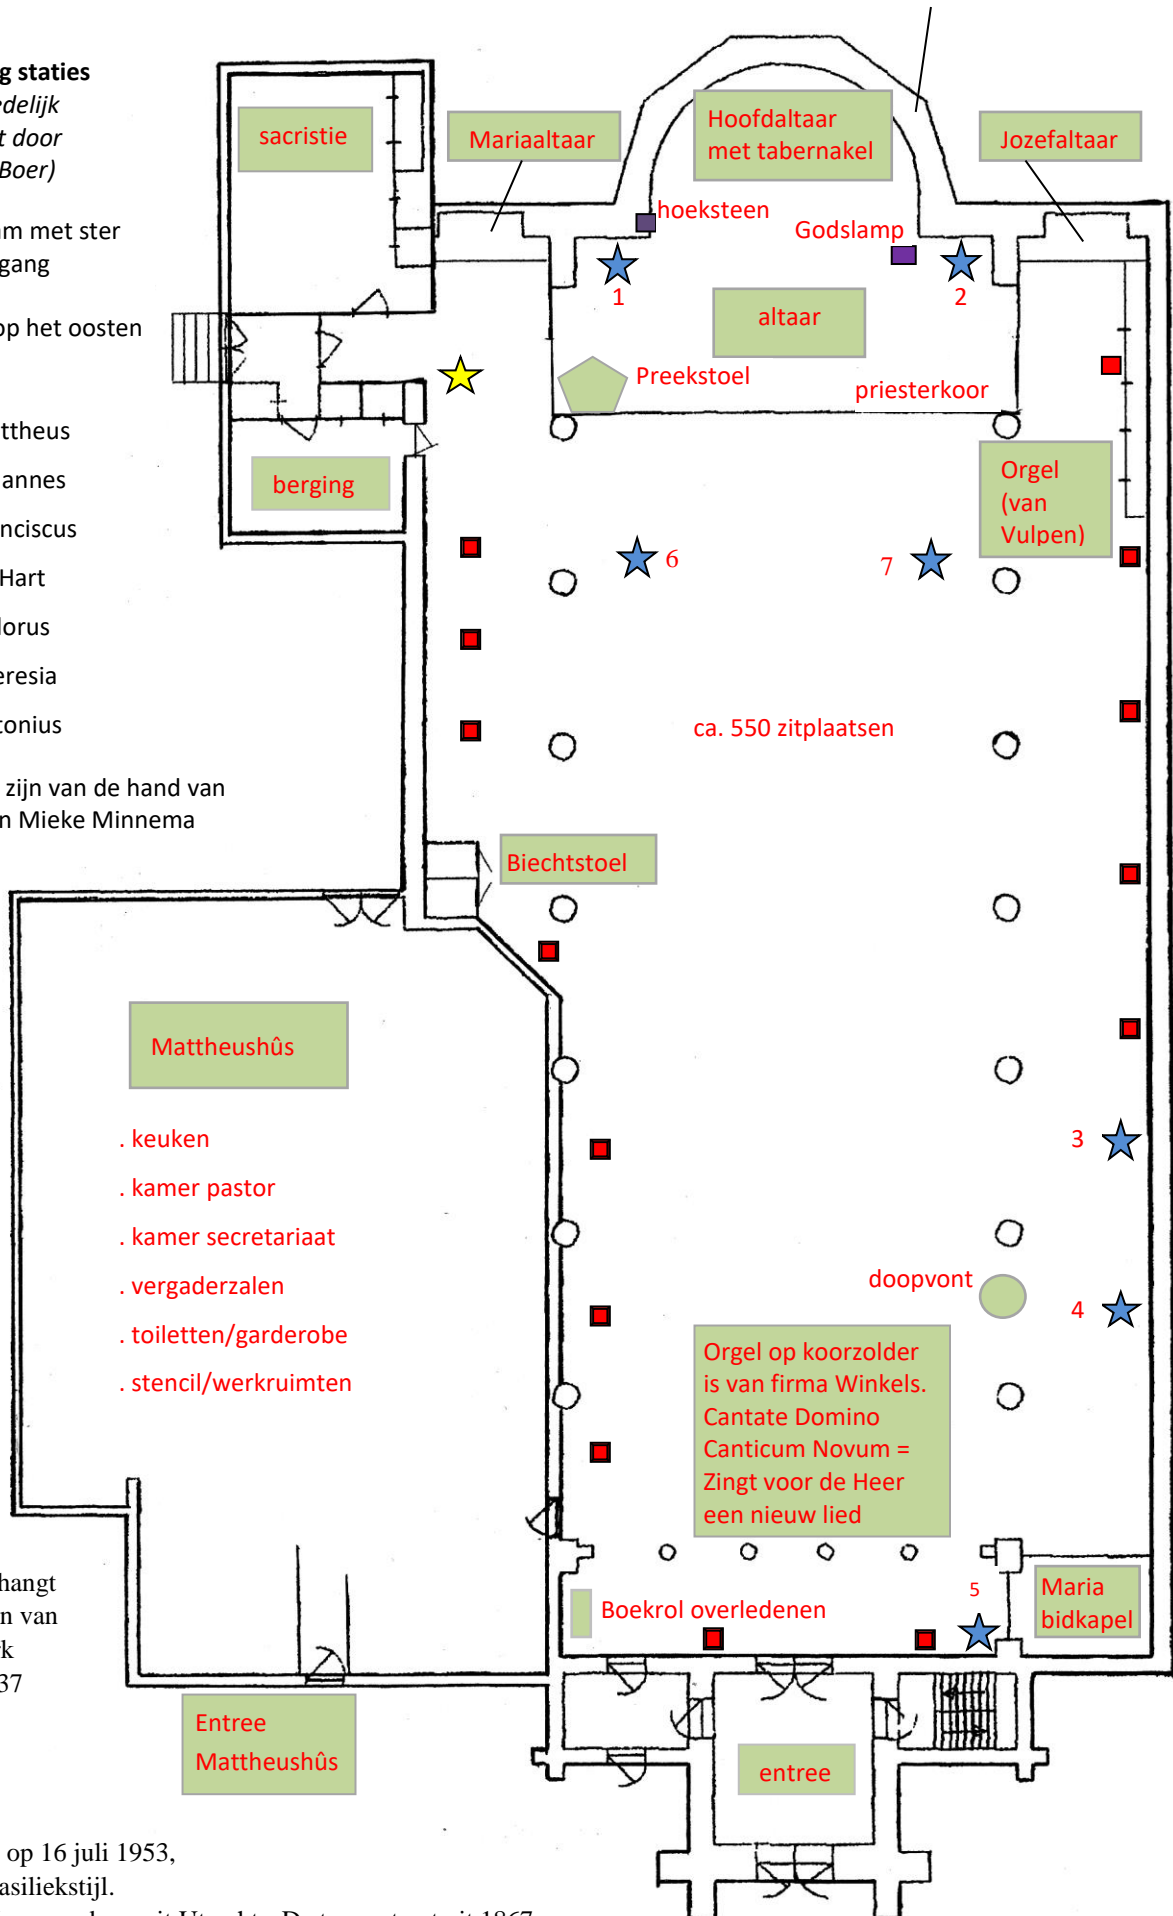 g staties
edelijk
t door
Boer)
m met ster
gang
op het oosten
ttheus
annes
nciscus
Hart
dorus
eresia
tonius
zijn van de hand van
n Mieke Minnema
sacristie
Mariaaltaar
Hoofdaltaar
met tabernakel
Jozefaltaar
hoeksteen
Godslamp
1
2
altaar
Preekstoel
priesterkoor
berging
Orgel
(van
Vulpen)
6
7
ca. 550 zitplaatsen
Biechtstoel
Mattheushûs
. keuken
. kamer pastor
. kamer secretariaat
. vergaderzalen
. toiletten/garderobe
. stencil/werkruimten
3
doopvont
4
Orgel op koorzolder
is van firma Winkels.
Cantate Domino
Canticum Novum =
Zingt voor de Heer
een nieuw lied
5
Maria
bidkapel
Boekrol overledenen
hangt
n van
rk
37
Entree
Mattheushûs
entree
op 16 juli 1953,
asiliekstijl.